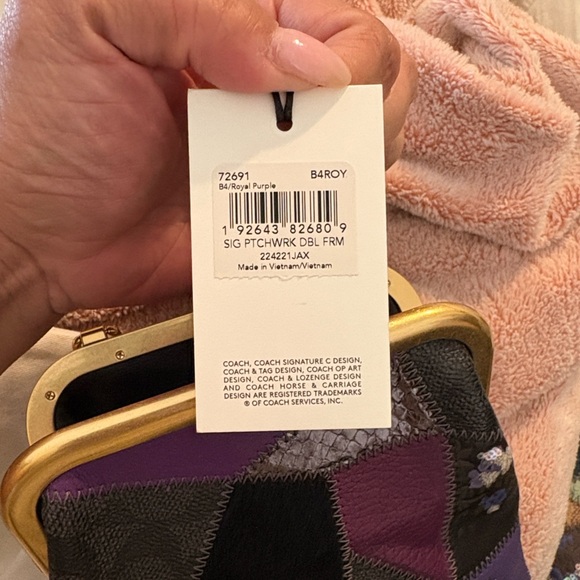 72691 B4ROY
B4/Royal Purple
1 92643 82680 9
SIG PTCHWRK DBL FRM
224221JAX
Made in Vietnam/Vietnam
COACH, COACH SIGNATURE C DESIGN,
COACH & TAG DESIGN, COACH OP ART
DESIGN, COACH & LOZENGE DESIGN
AND COACH HORSE & CARRIAGE
DESIGN ARE REGISTERED TRADEMARKS
® OF COACH SERVICES, INC.